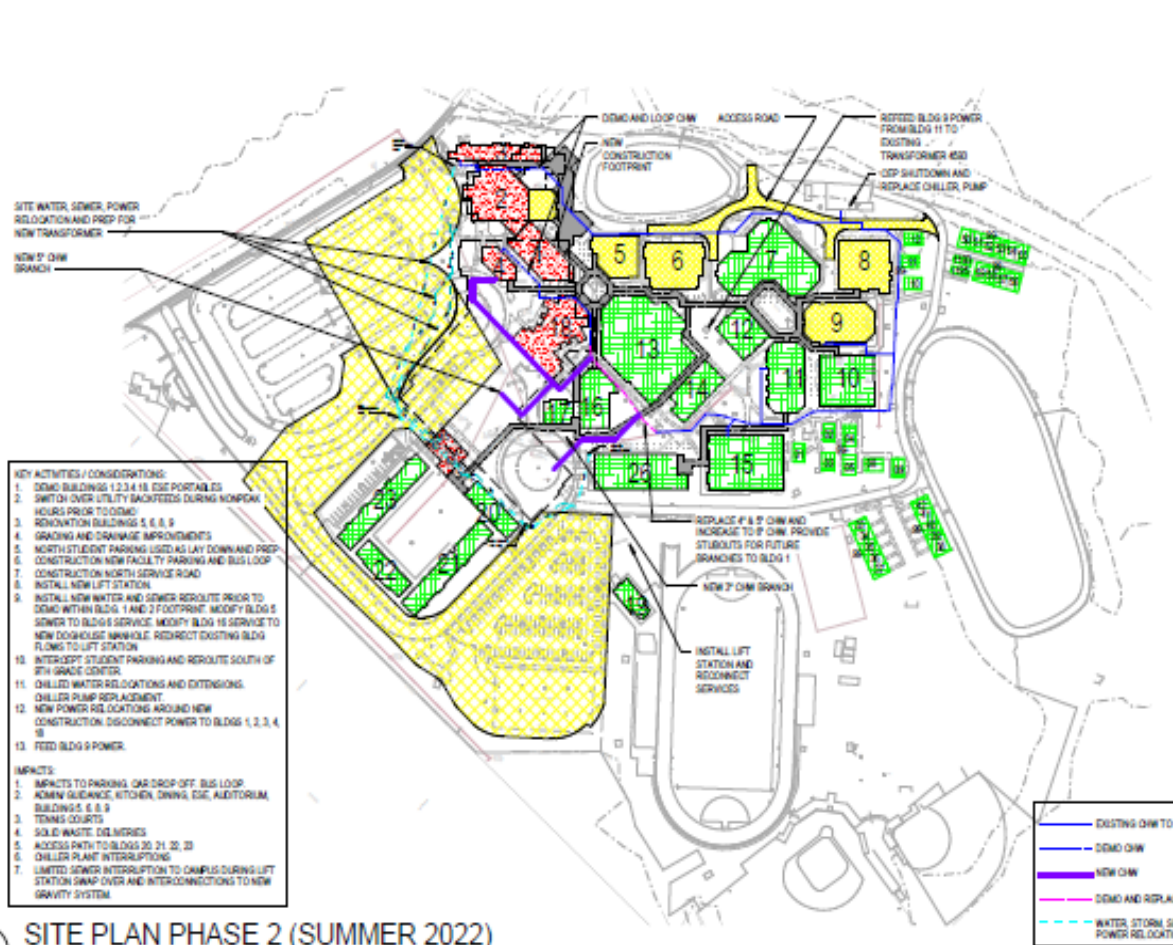 DEMO AND LOOP CHW
ACCESS ROAD
REFEED BLDG 9 POWER
FROM BLDG 11 TO
EXISTING
TRANSFORMER #593
NEW
CONSTRUCTION
FOOTPRINT
CEP SHUTDOWN AND
REPLACE CHILLER, PUMP
SITE WATER, SEWER, POWER
RELOCATION AND PREP FOR
NEW TRANSFORMER
NEW 5" CHW
BRANCH
2
5
6
7
8
9
18
13
12
14
11
10
16
25
15
23
20
22
21
KEY ACTIVITIES / CONSIDERATIONS:
1. DEMO BUILDINGS 1,2,3,4,18, ESE PORTABLES
2. SWITCH OVER UTILITY BACKFEEDS DURING NONPEAK
HOURS PRIOR TO DEMO
3. RENOVATION BUILDINGS 5, 6, 8, 9
4. GRADING AND DRAINAGE IMPROVEMENTS
5. NORTH STUDENT PARKING USED AS LAY DOWN AND PREP
6. CONSTRUCTION NEW FACULTY PARKING AND BUS LOOP
7. CONSTRUCTION NORTH SERVICE ROAD
8. INSTALL NEW LIFT STATION
9. INSTALL NEW WATER AND SEWER REROUTE PRIOR TO
DEMO WITHIN BLDG. 1 AND 2 FOOTPRINT. MODIFY BLDG 5
SEWER TO BLDG 6 SERVICE. MODIFY BLDG 16 SERVICE TO
NEW DOGHOUSE MANHOLE. REDIRECT EXISTING BLDG
FLOWS TO LIFT STATION
10. INTERCEPT STUDENT PARKING AND REROUTE SOUTH OF
9TH GRADE CENTER.
11. CHILLED WATER RELOCATIONS AND EXTENSIONS.
CHILLER PUMP REPLACEMENT.
12. NEW POWER RELOCATIONS AROUND NEW
CONSTRUCTION. DISCONNECT POWER TO BLDGS 1, 2, 3, 4,
18
13. FEED BLDG 9 POWER.
IMPACTS:
1. IMPACTS TO PARKING, CAR DROP OFF, BUS LOOP
2. ADMIN/ GUIDANCE, KITCHEN, DINING, ESE, AUDITORIUM,
BUILDINGS 5, 6, 8, 9
3. TENNIS COURTS
4. SOLID WASTE, DELIVERIES
5. ACCESS PATH TO BLDGS 20, 21, 22, 23
6. CHILLER PLANT INTERRUPTIONS
7. LIMITED SEWER INTERRUPTION TO CAMPUS DURING LIFT
STATION SWAP OVER AND INTERCONNECTIONS TO NEW
GRAVITY SYSTEM.
REPLACE 4" & 5" CHW AND
INCREASE TO 8" CHW. PROVIDE
STUBOUTS FOR FUTURE
BRANCHES TO BLDG 1
NEW 2" CHW BRANCH
INSTALL LIFT
STATION AND
RECONNECT
SERVICES
EXISTING CHW TO
DEMO CHW
NEW CHW
DEMO AND REPLA
WATER, STORM, S
POWER RELOCATI
SITE PLAN PHASE 2 (SUMMER 2022)